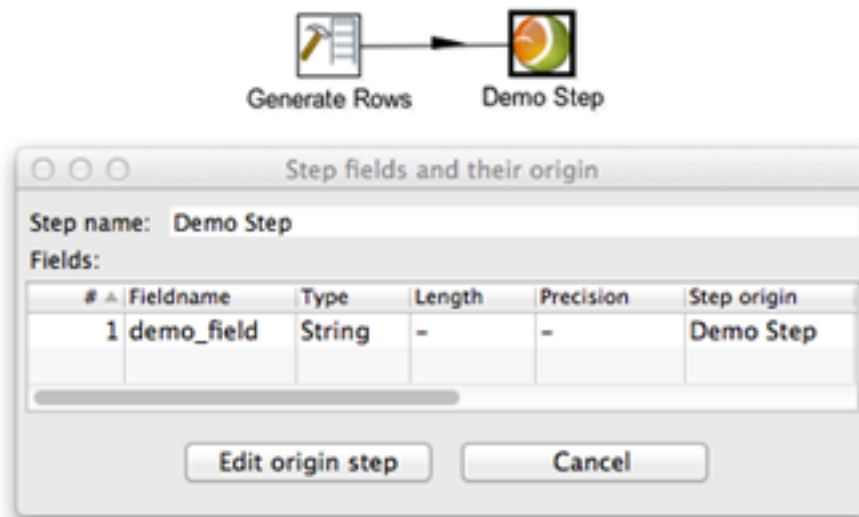 Generate Rows Demo Step
Step fields and their origin
Step name: Demo Step
Fields:
# Fieldname Type Length Precision Step origin
1 demo_field String - - Demo Step
Edit origin step Cancel